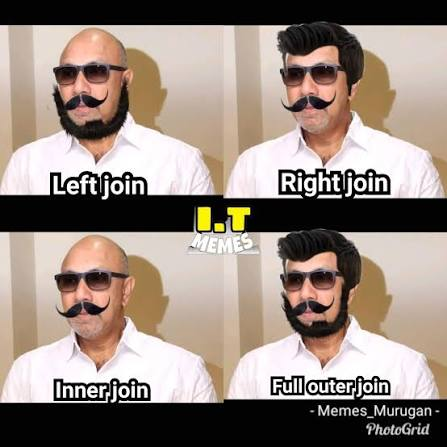 Left join
Right join
I.T
MEMES
Inner join
Full outer join
- Memes_Murugan -
PhotoGrid